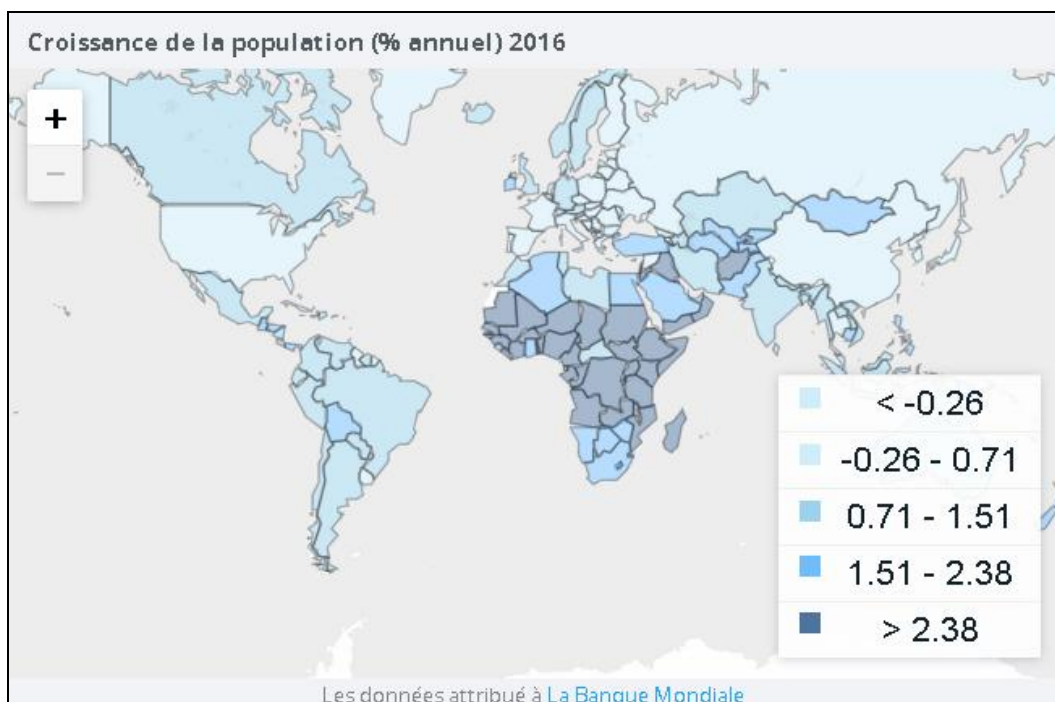 Croissance de la population (% annuel) 2016
+
−
< -0.26
-0.26 - 0.71
0.71 - 1.51
1.51 - 2.38
> 2.38
Les données attribué à La Banque Mondiale